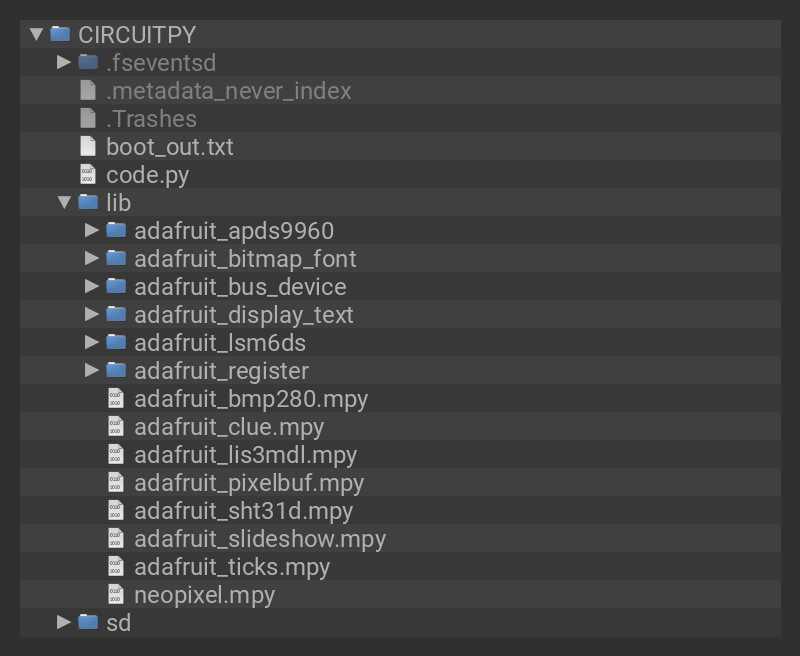 CIRCUITPY
.fseventsd
.metadata_never_index
.Trashes
boot_out.txt
code.py
lib
adafruit_apds9960
adafruit_bitmap_font
adafruit_bus_device
adafruit_display_text
adafruit_lsm6ds
adafruit_register
adafruit_bmp280.mpy
adafruit_clue.mpy
adafruit_lis3mdl.mpy
adafruit_pixelbuf.mpy
adafruit_sht31d.mpy
adafruit_slideshow.mpy
adafruit_ticks.mpy
neopixel.mpy
sd